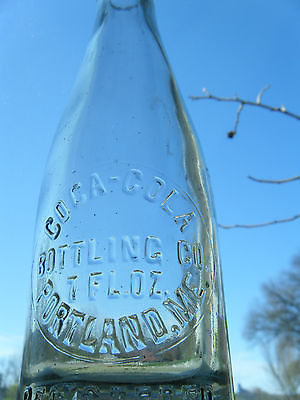 COCA-COLA
BOTTLING CO.
7 FL.OZ.
PORTLAND, ME.